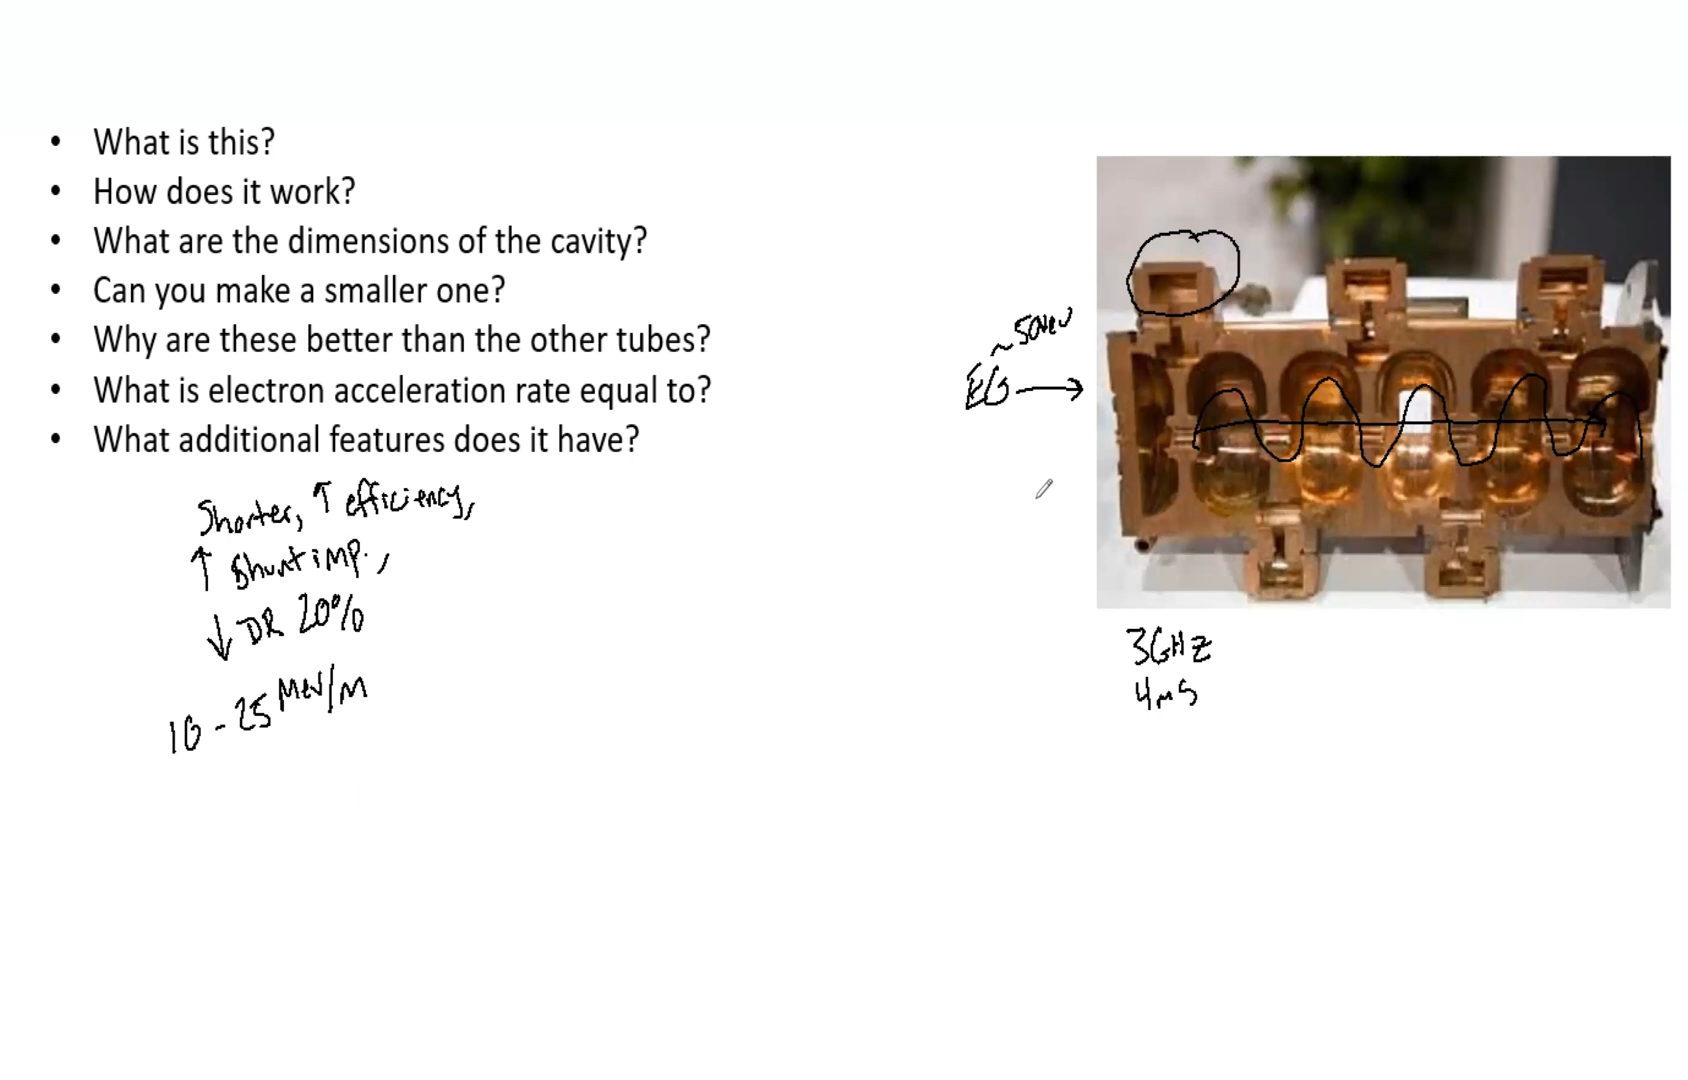 • What is this?
• How does it work?
• What are the dimensions of the cavity?
• Can you make a smaller one?
• Why are these better than the other tubes?
• What is electron acceleration rate equal to?
• What additional features does it have?
Shorter, ↑ efficiency,
↑ Shunt imp.,
↓ DR 20%
10 - 25 MeV/m
~50keV
EG →
3GHz
4μs